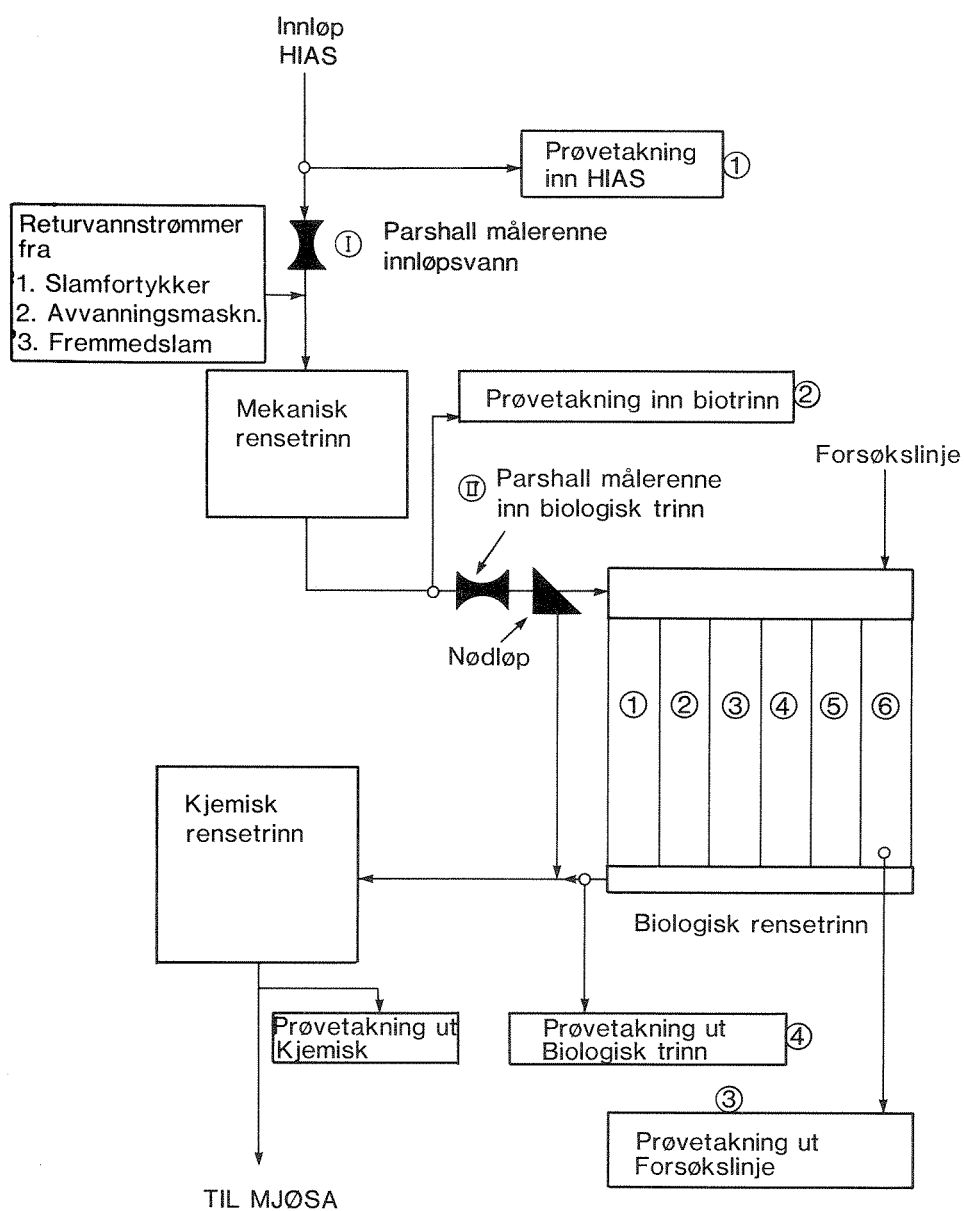 Innløp
HIAS
Prøvetakning
inn HIAS
①
Returvannstrømmer
fra
1. Slamfortykker
2. Avvanningsmaskn.
3. Fremmedslam
Ⅰ
Parshall målerenne
innløpsvann
Mekanisk
rensetrinn
Prøvetakning inn biotrinn
②
Forsøkslinje
Ⅱ
Parshall målerenne
inn biologisk trinn
Nødløp
① ② ③ ④ ⑤ ⑥
Kjemisk
rensetrinn
Biologisk rensetrinn
Prøvetakning ut
Kjemisk
Prøvetakning ut
Biologisk trinn
④
③
Prøvetakning ut
Forsøkslinje
TIL MJØSA